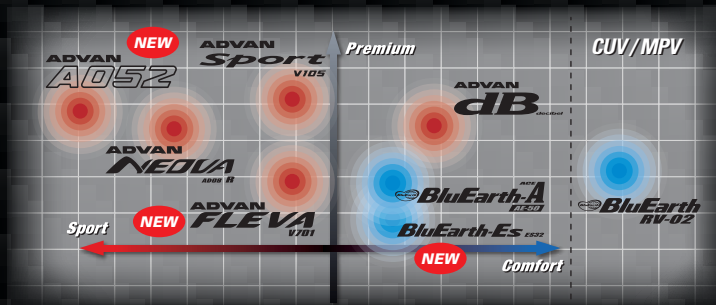 NEW
ADVAN
A052
ADVAN
Sport
V105
Premium
CUV / MPV
ADVAN
dB
decibel
ADVAN
NEOVA
AD08 R
ACE
BluEarth-A
AE-50
BluEarth
RV-02
NEW
ADVAN
FLEVA
V701
BluEarth-Es ES32
Sport
NEW
Comfort